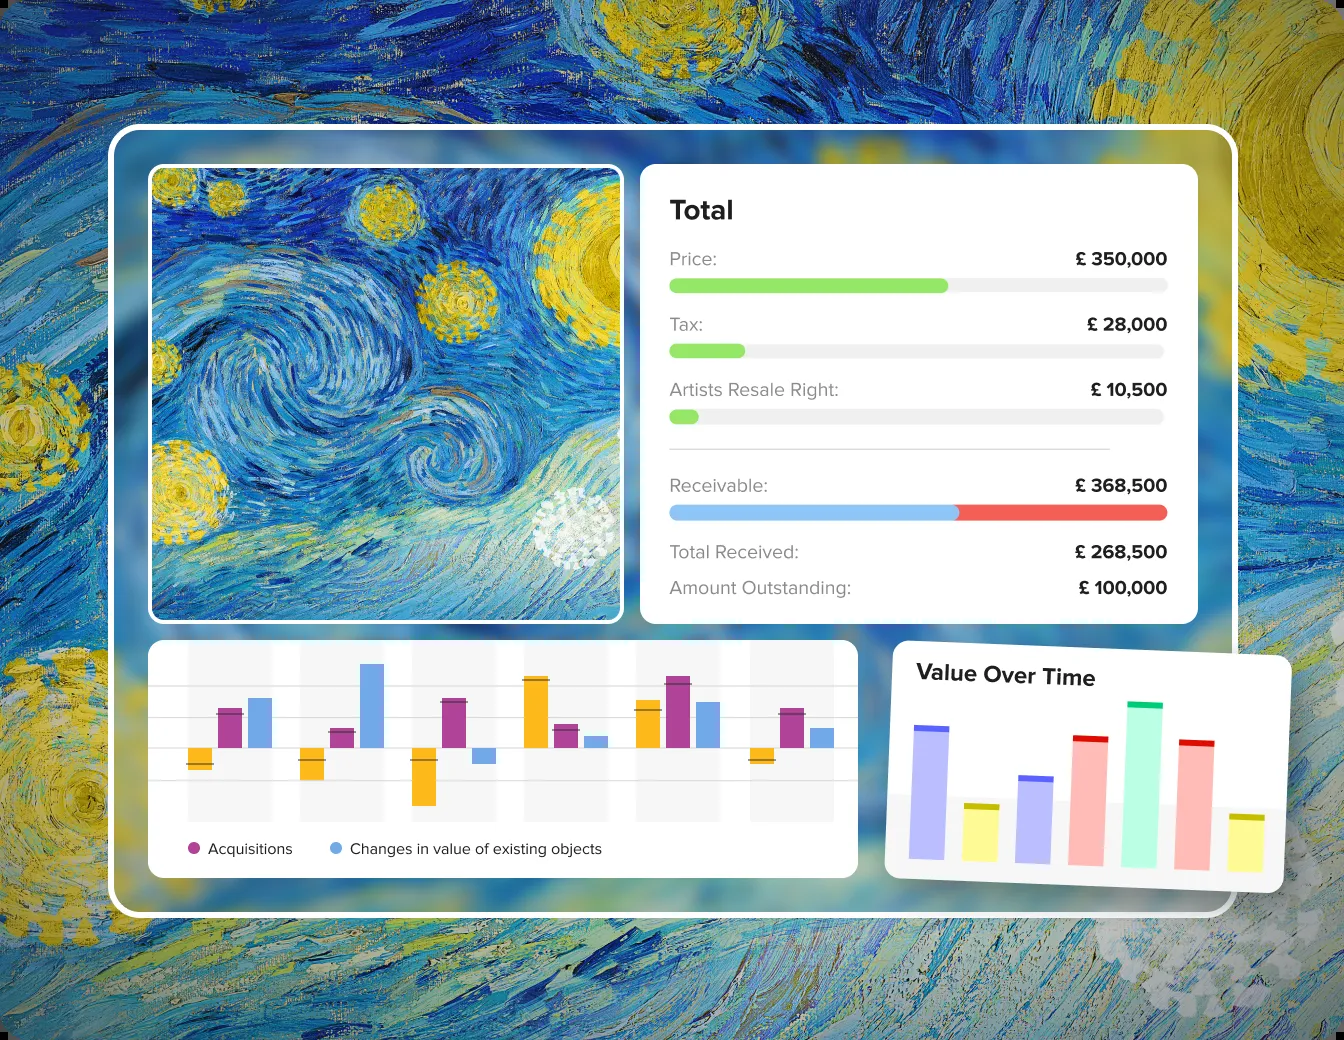 Total
Price: £ 350,000
Tax: £ 28,000
Artists Resale Right: £ 10,500
Receivable: £ 368,500
Total Received: £ 268,500
Amount Outstanding: £ 100,000
Acquisitions Changes in value of existing objects
Value Over Time